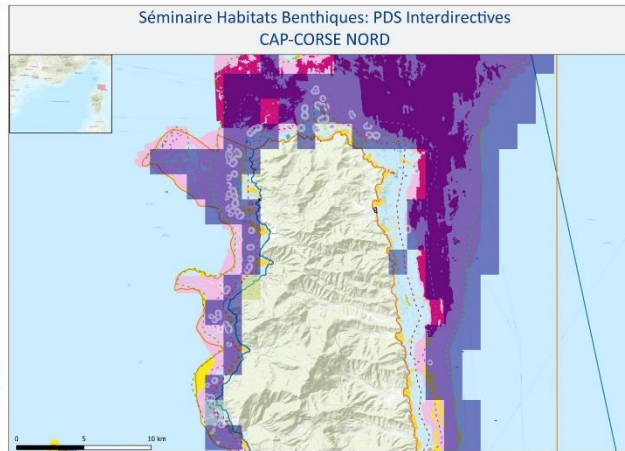 Séminaire Habitats Benthiques: PDS Interdirectives
CAP-CORSE NORD
0 5 10 km